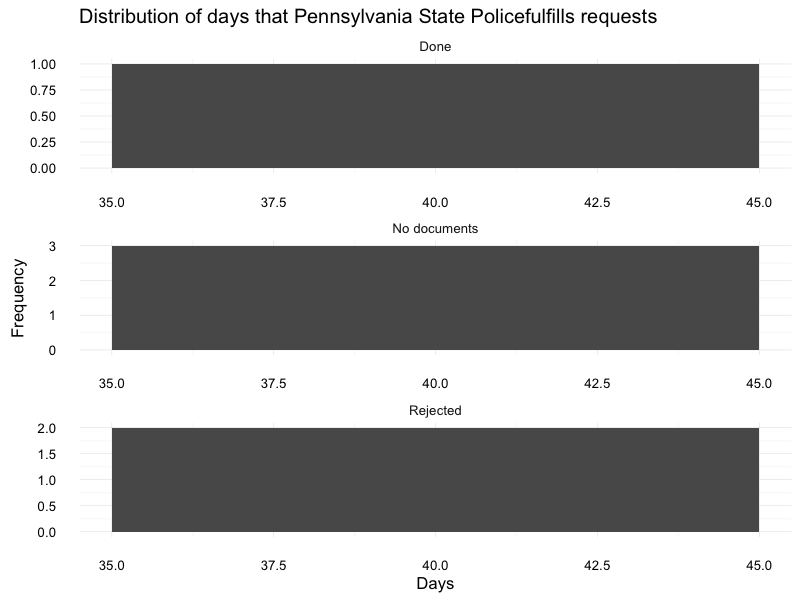 Distribution of days that Pennsylvania State Policefulfills requests
Done
1.00
0.75
0.50
0.25
0.00
35.0 37.5 40.0 42.5 45.0
No documents
3
2
1
0
35.0 37.5 40.0 42.5 45.0
Frequency
Rejected
2.0
1.5
1.0
0.5
0.0
35.0 37.5 40.0 42.5 45.0
Days